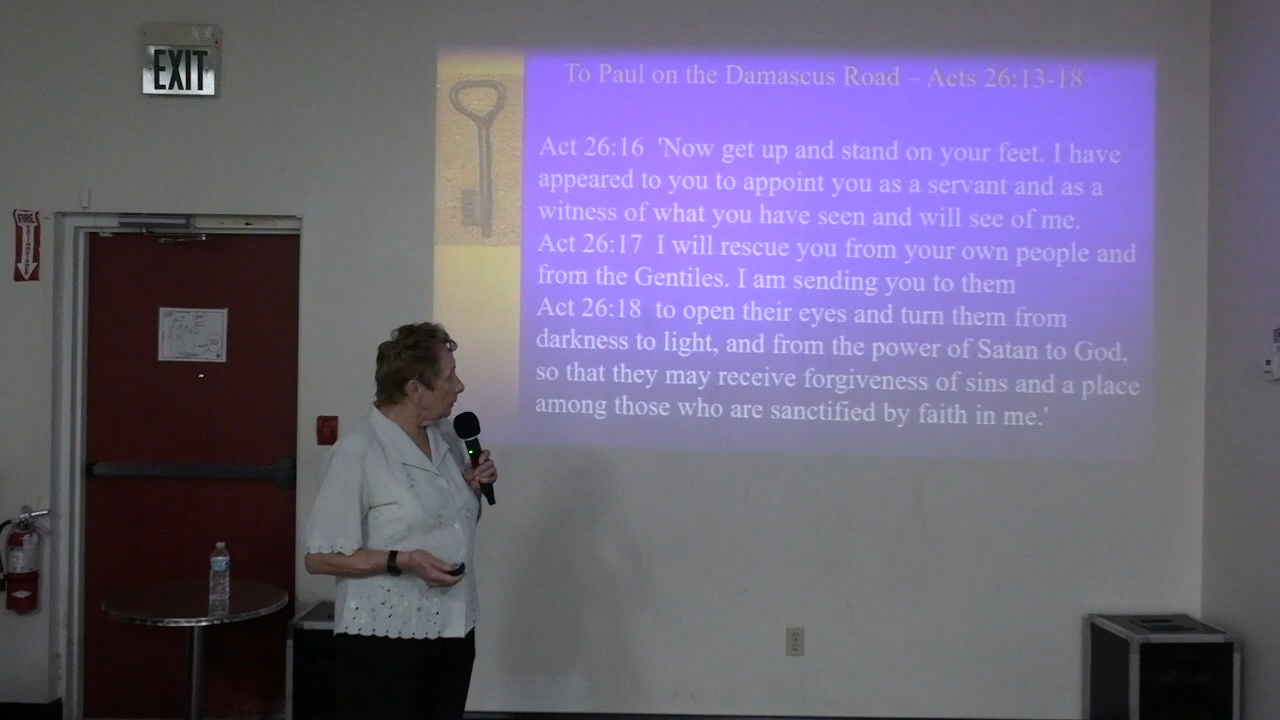 EXIT
To Paul on the Damascus Road – Acts 26:13-18
Act 26:16 'Now get up and stand on your feet. I have
appeared to you to appoint you as a servant and as a
witness of what you have seen and will see of me.
Act 26:17 I will rescue you from your own people and
from the Gentiles. I am sending you to them
Act 26:18 to open their eyes and turn them from
darkness to light, and from the power of Satan to God,
so that they may receive forgiveness of sins and a place
among those who are sanctified by faith in me.'
FIRE